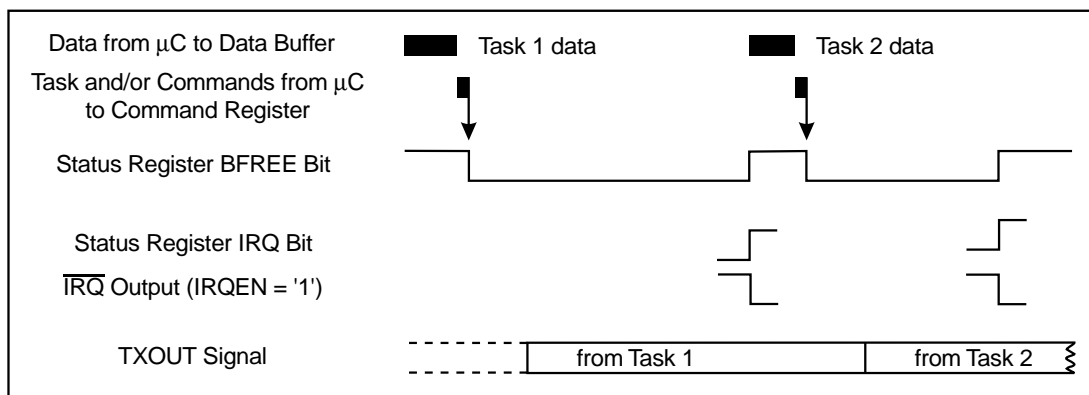 Data from μC to Data Buffer
Task 1 data
Task 2 data
Task and/or Commands from μC
to Command Register
Status Register BFREE Bit
Status Register IRQ Bit
IRQ Output (IRQEN = '1')
TXOUT Signal
from Task 1
from Task 2